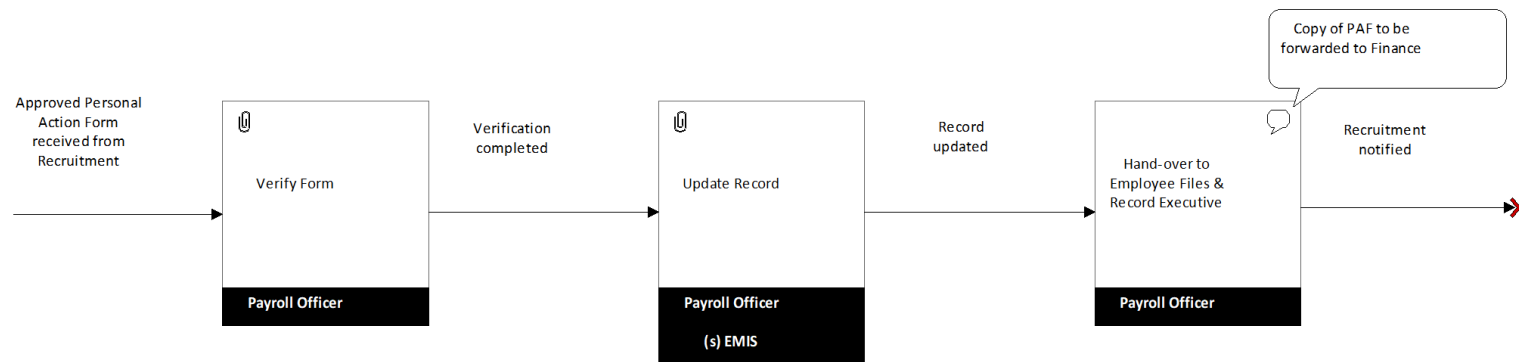 Copy of PAF to be
forwarded to Finance
Approved Personal
Action Form
received from
Recruitment
Verify Form
Payroll Officer
Verification
completed
Update Record
Payroll Officer
(s) EMIS
Record
updated
Hand-over to
Employee Files &
Record Executive
Payroll Officer
Recruitment
notified